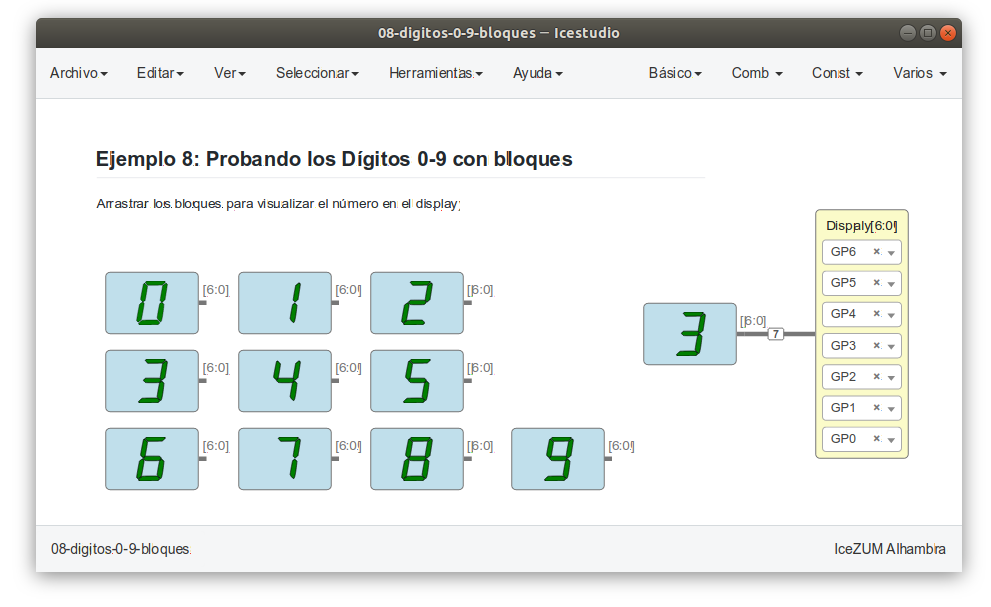 08-digitos-0-9-bloques — Icestudio
Archivo Editar Ver Seleccionar Herramientas Ayuda Básico Comb Const Varios
Ejemplo 8: Probando los Dígitos 0-9 con bloques
Arrastrar los bloques para visualizar el número en el display:
Dispaly[6:0]
GP6 ×
GP5 ×
GP4 ×
GP3 ×
GP2 ×
GP1 ×
GP0 ×
0 [6:0] 1 [6:0] 2 [6:0]
3 [6:0] 7
3 [6:0] 4 [6:0] 5 [6:0]
6 [6:0] 7 [6:0] 8 [6:0] 9 [6:0]
08-digitos-0-9-bloques
IceZUM Alhambra